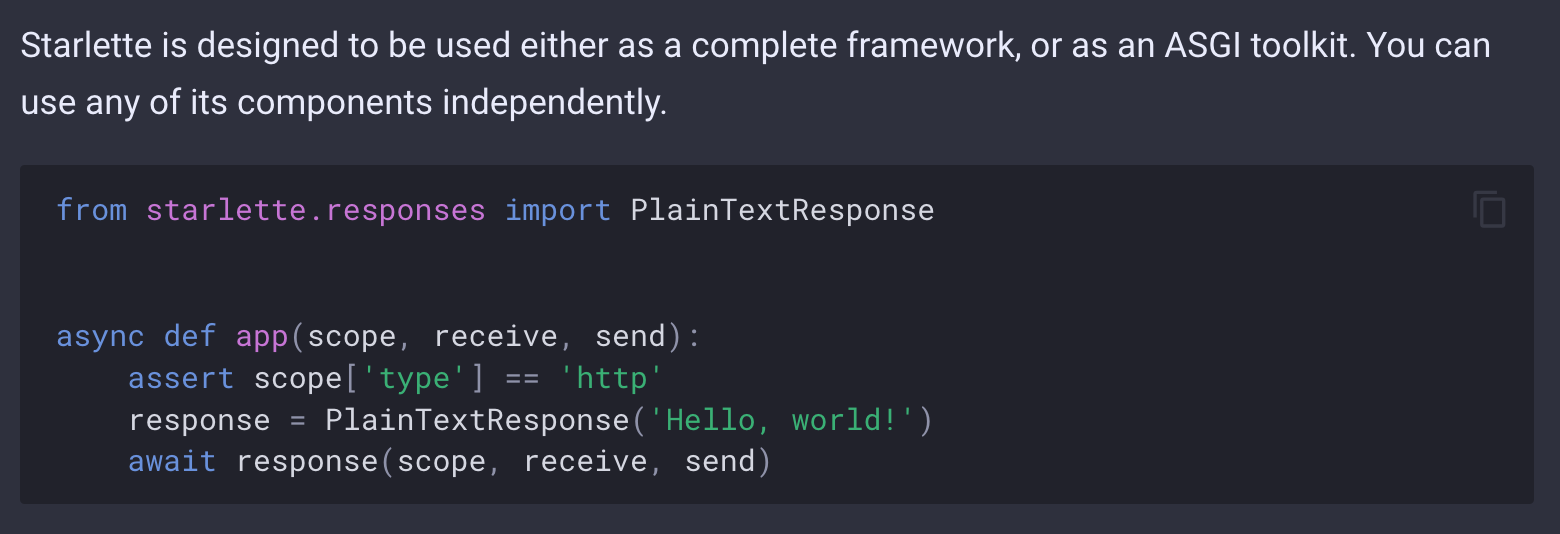 Starlette is designed to be used either as a complete framework, or as an ASGI toolkit. You can
use any of its components independently.
from starlette.responses import PlainTextResponse
async def app(scope, receive, send):
    assert scope['type'] == 'http'
    response = PlainTextResponse('Hello, world!')
    await response(scope, receive, send)